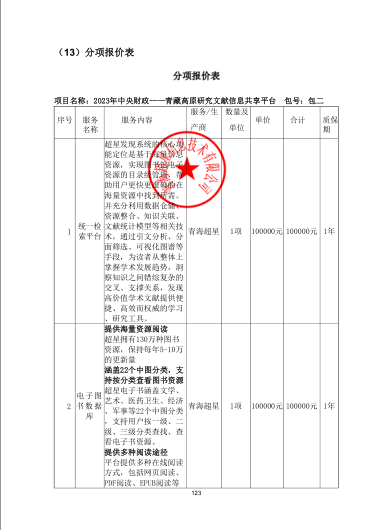 （13）分项报价表
分项报价表
项目名称：2023年中央财政——青藏高原研究文献信息共享平台 包号：包二
序号 服务名称 服务内容 服务/生产商 数量及单位 单价 合计 质保期
1 统一检索平台
超星发现系统的核心功
能定位是基于海量信息
资源，实现图书馆电子
资源的目录统一管理，帮
助用户更快更准确的在
海量资源中找到所需。
并充分利用数据仓储、
资源整合、知识关联、
文献统计模型等相关技
术，通过引文分析、分
面筛选、可视化图谱等
手段，为读者从整体上
掌握学术发展趋势，洞
察知识之间错综复杂的
交叉、支撑关系，发现
高价值学术文献提供便
捷、高效而权威的学习
、研究工具。
青海超星 1项 100000元 100000元 1年
2 电子图书数据库
提供海量资源阅读
超星拥有130万种图书
资源，保持每年5-10万
的更新量
涵盖22个中图分类，支
持按分类查看图书资源
超星电子书涵盖文学、
艺术、医药卫生、经济
、军事等22个中图分类
，支持用户按一级、二
级、三级分类查找、查
看电子书资源。
提供多种阅读途径
平台提供多种在线阅读
方式，包括网页阅读、
PDF阅读、EPUB阅读等
青海超星 1项 100000元 100000元 1年
123